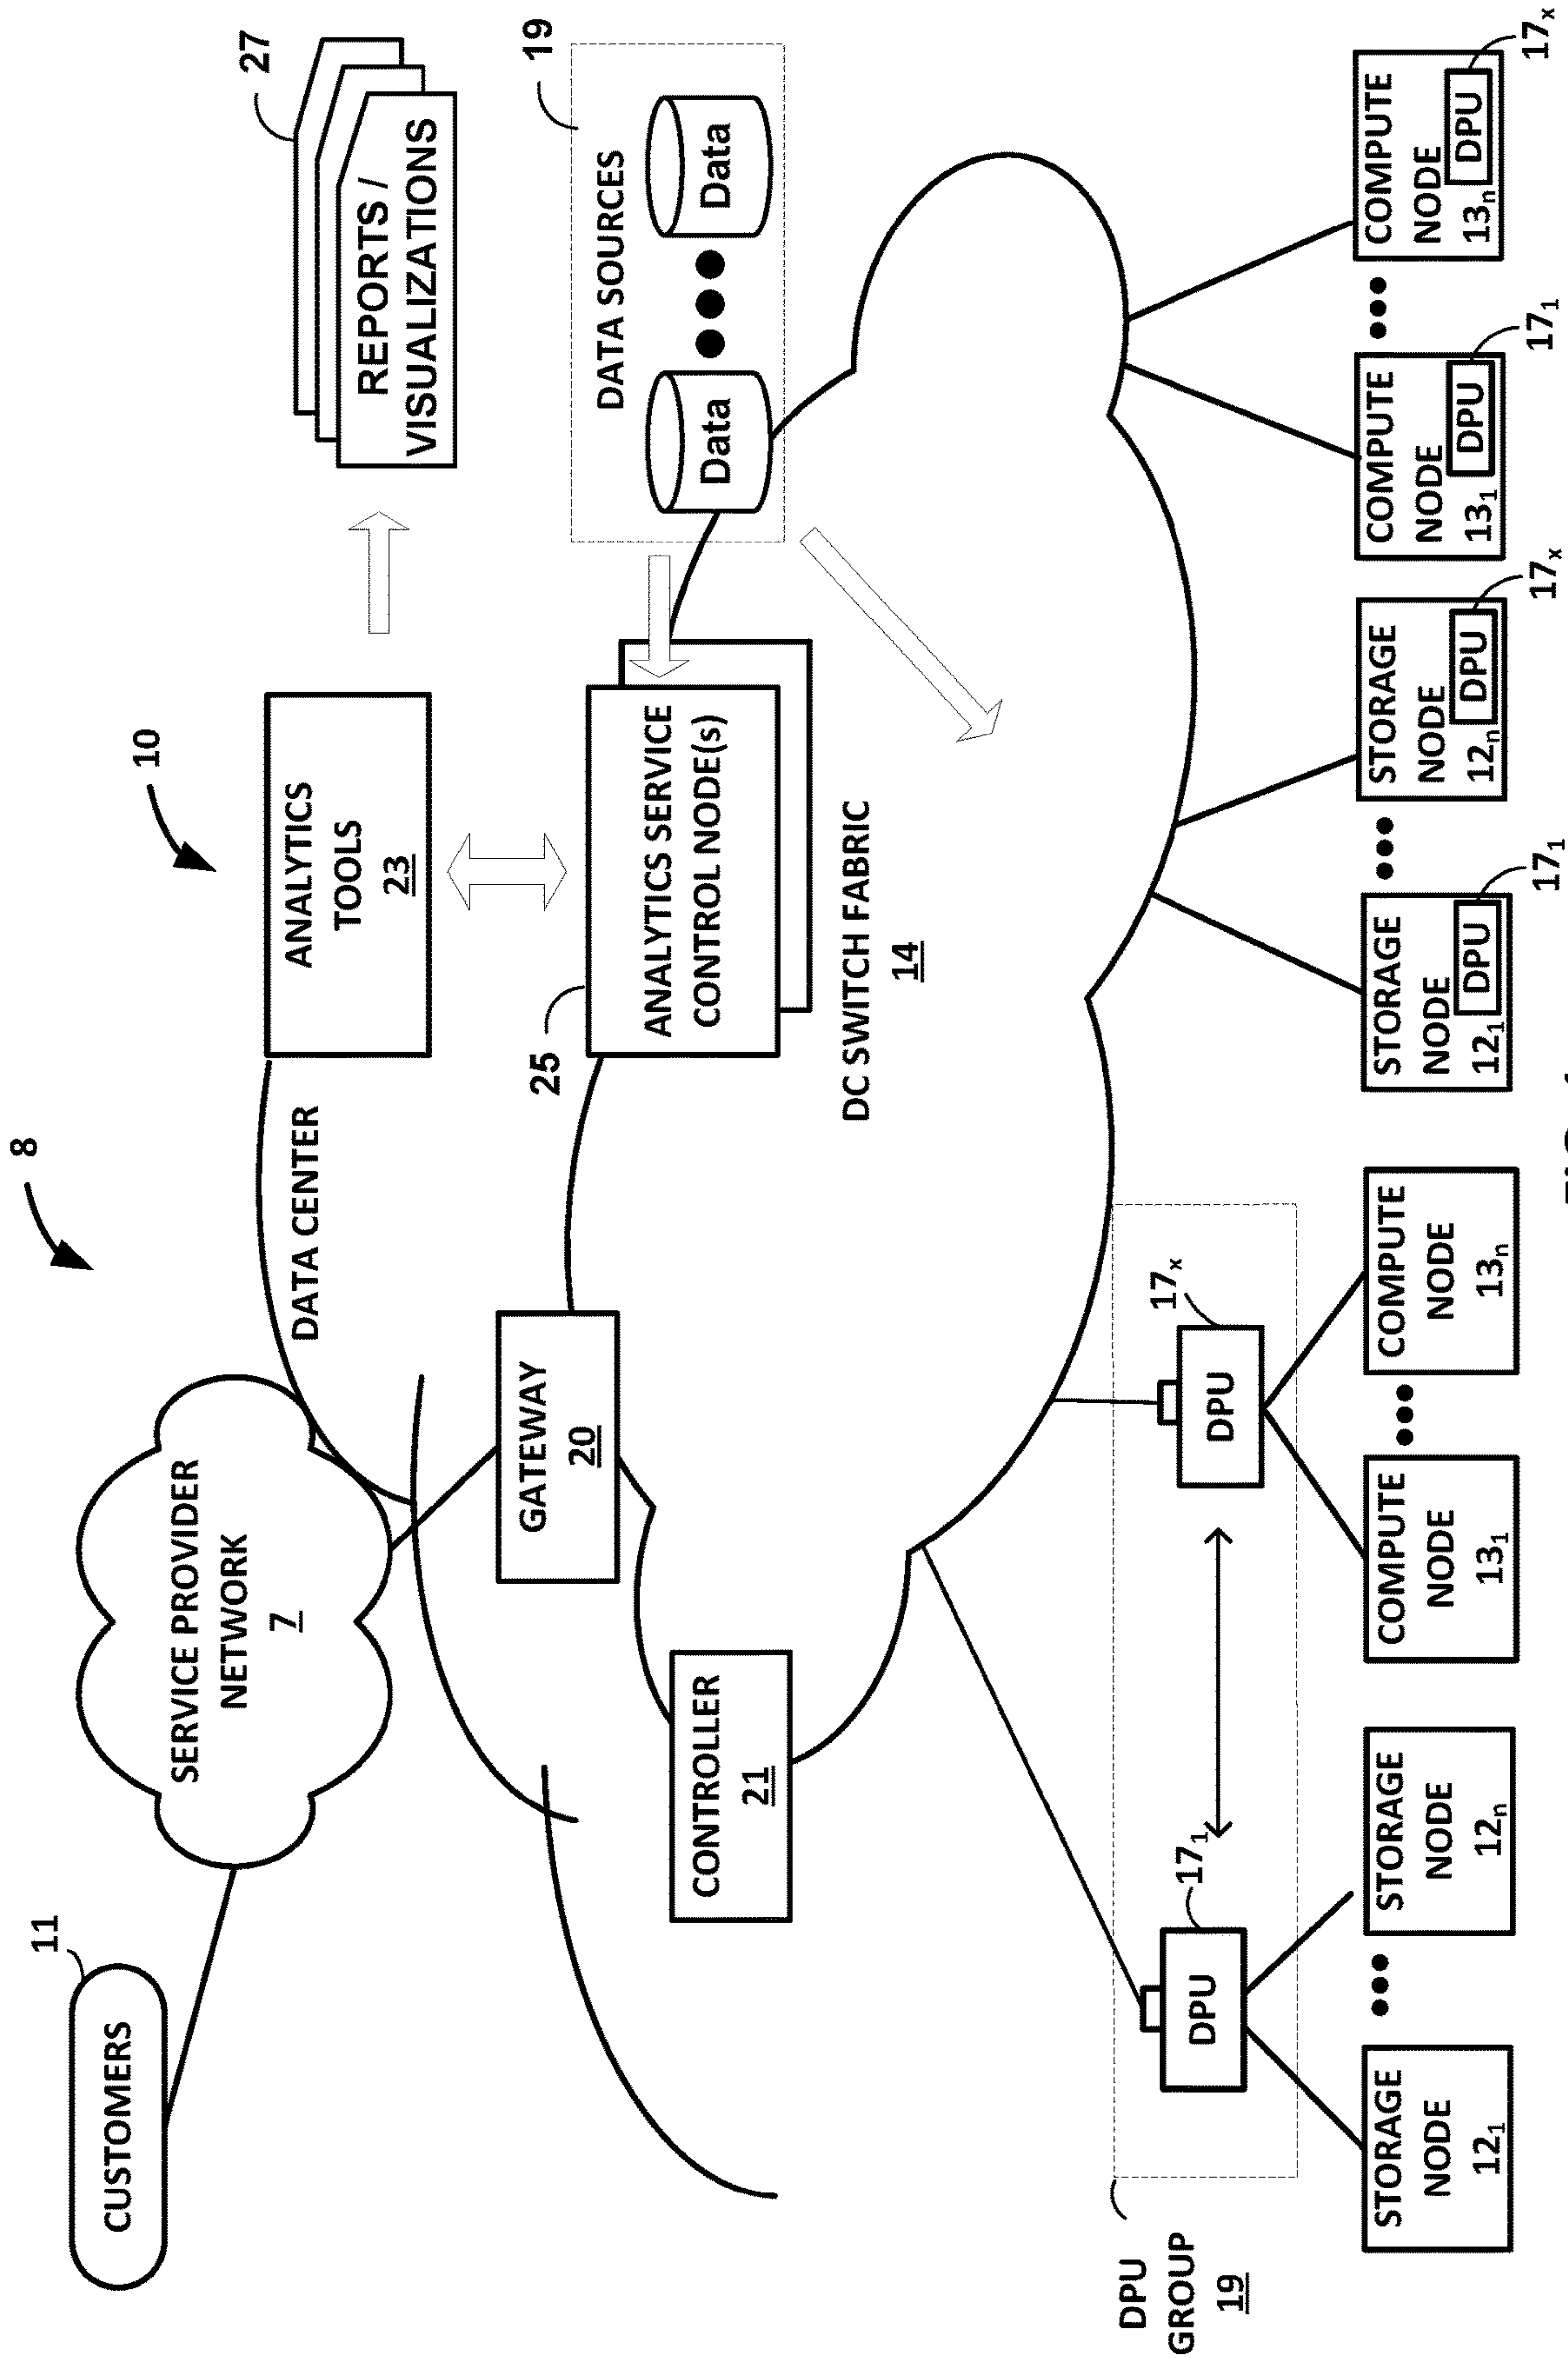 8
CUSTOMERS
11
SERVICE PROVIDER
NETWORK
7
10
DATA CENTER
ANALYTICS
TOOLS
23
REPORTS /
VISUALIZATIONS
27
GATEWAY
20
25
ANALYTICS SERVICE
CONTROL NODE(s)
DATA SOURCES
19
Data
Data
CONTROLLER
21
DC SWITCH FABRIC
14
DPU
GROUP
19
DPU
17₁
DPU
17ₓ
STORAGE
NODE
12₁
STORAGE
NODE
12ₙ
COMPUTE
NODE
13₁
COMPUTE
NODE
13ₙ
STORAGE
NODE
12₁
DPU
17₁
STORAGE
NODE
12ₙ
DPU
17ₓ
COMPUTE
NODE
13₁
DPU
17₁
COMPUTE
NODE
13ₙ
DPU
17ₓ